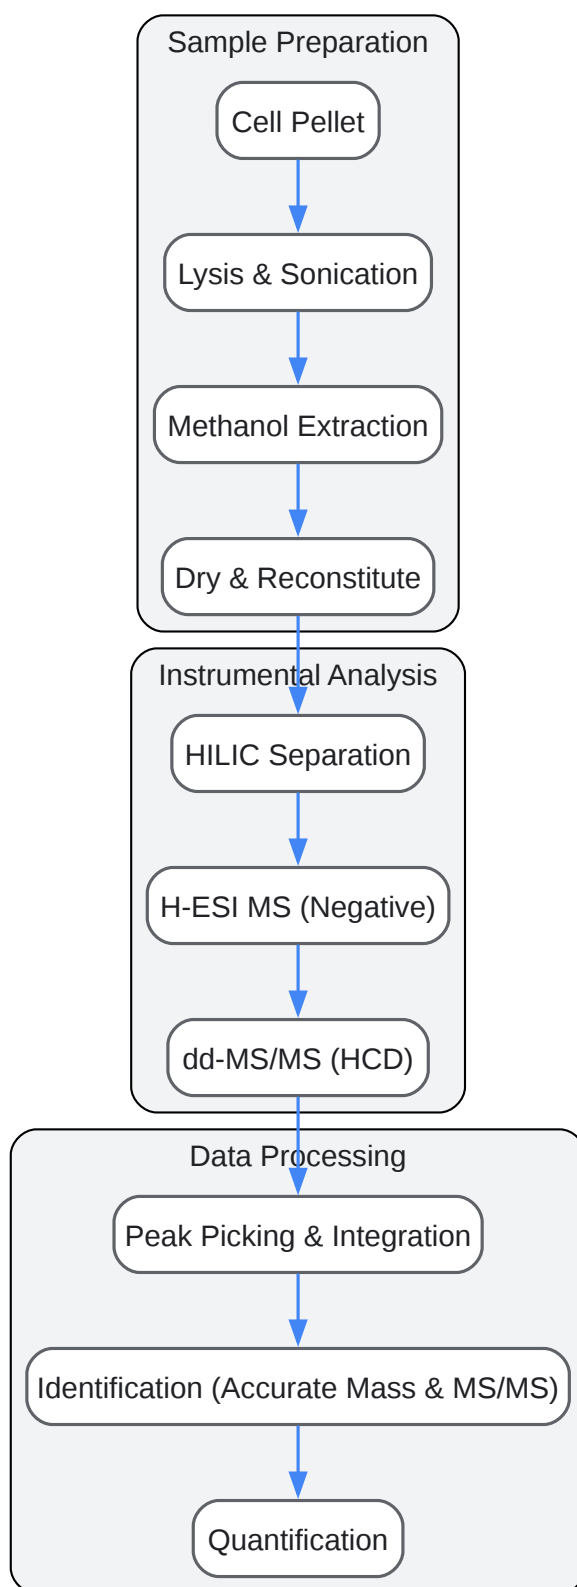 Sample Preparation
Cell Pellet
Lysis & Sonication
Methanol Extraction
Dry & Reconstitute
Instrumental Analysis
HILIC Separation
H-ESI MS (Negative)
dd-MS/MS (HCD)
Data Processing
Peak Picking & Integration
Identification (Accurate Mass & MS/MS)
Quantification